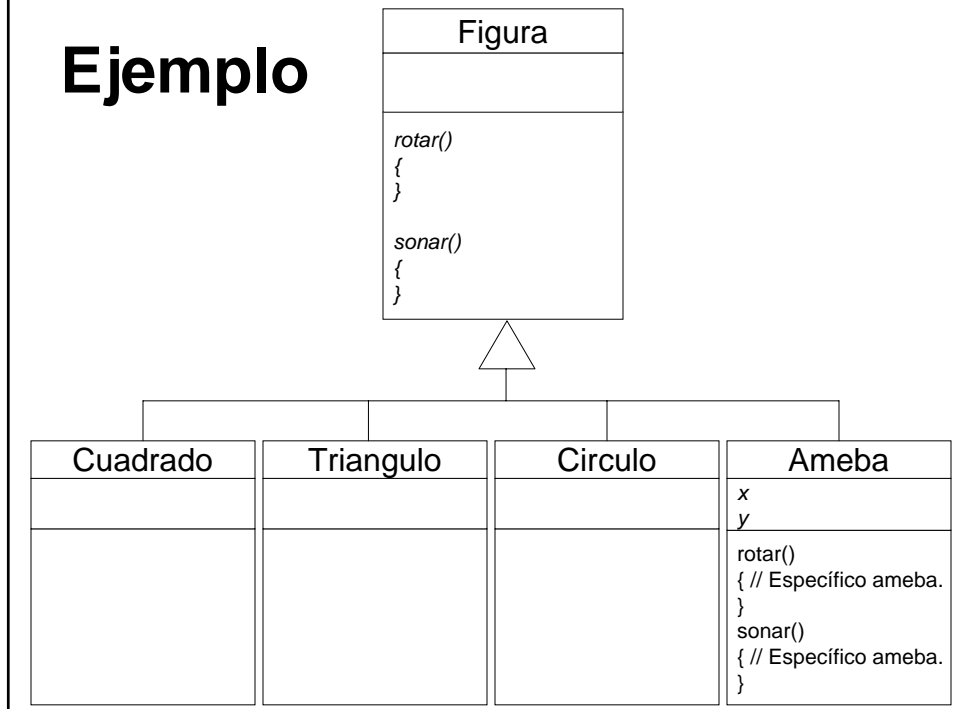 Ejemplo
Figura
rotar()
{
}
sonar()
{
}
Cuadrado
Triangulo
Circulo
Ameba
x
y
rotar()
{ // Específico ameba.
}
sonar()
{ // Específico ameba.
}